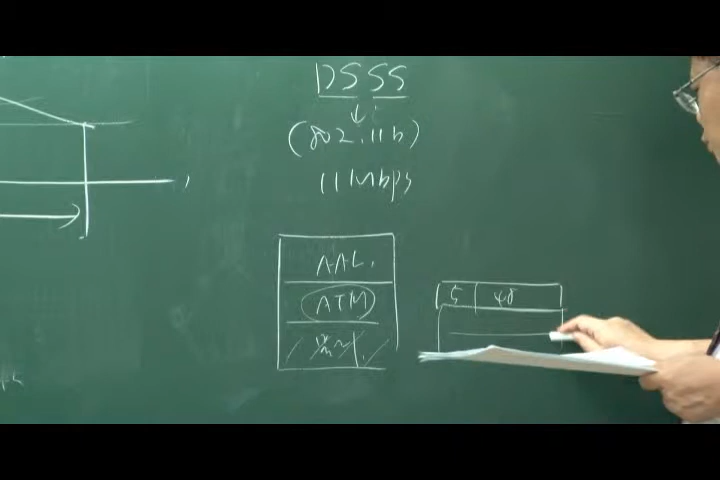 DSSS
(802.11b)
11Mbps
AAL.
ATM
5 48